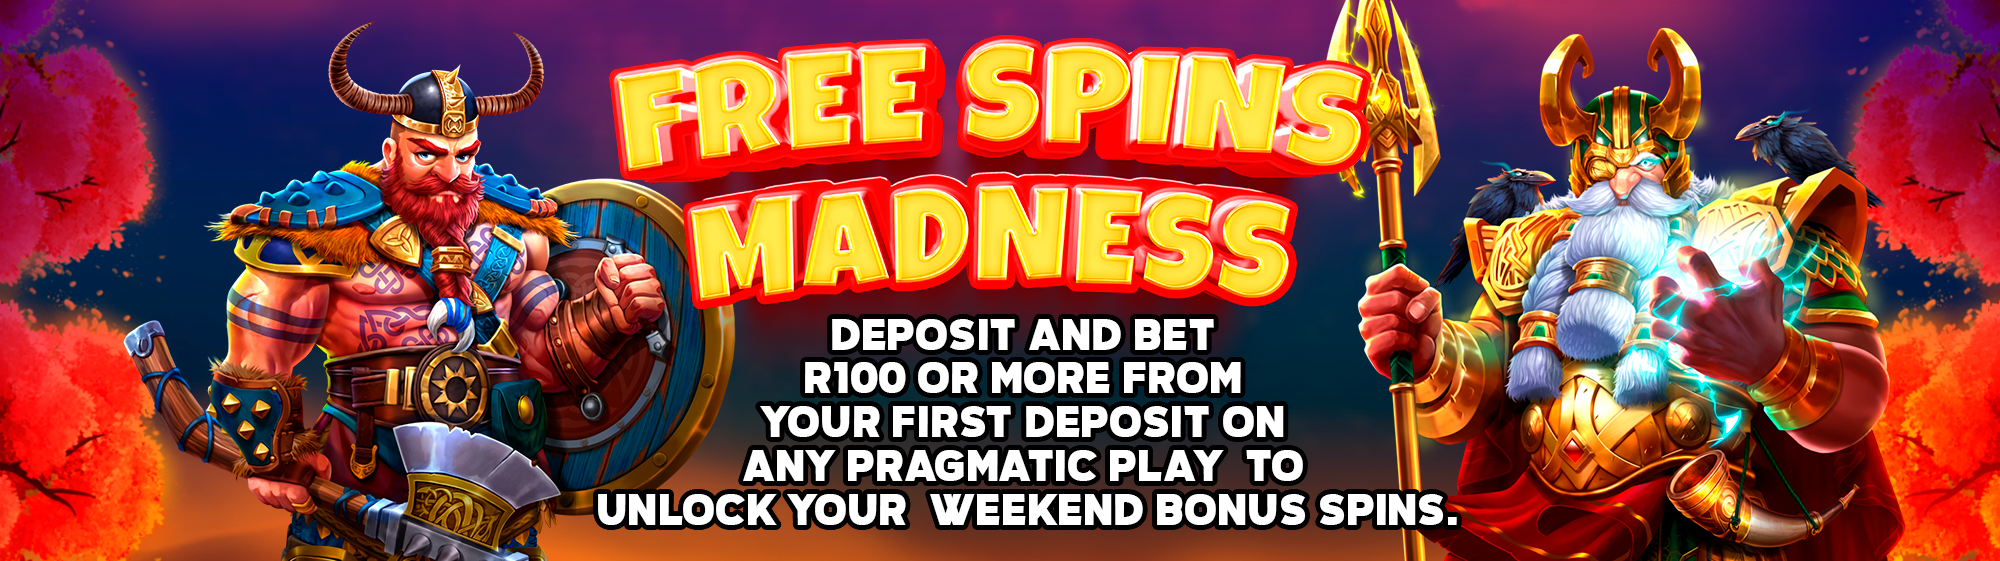 FREE SPINS
MADNESS
DEPOSIT AND BET
R100 OR MORE FROM
YOUR FIRST DEPOSIT ON
ANY PRAGMATIC PLAY TO
UNLOCK YOUR WEEKEND BONUS SPINS.